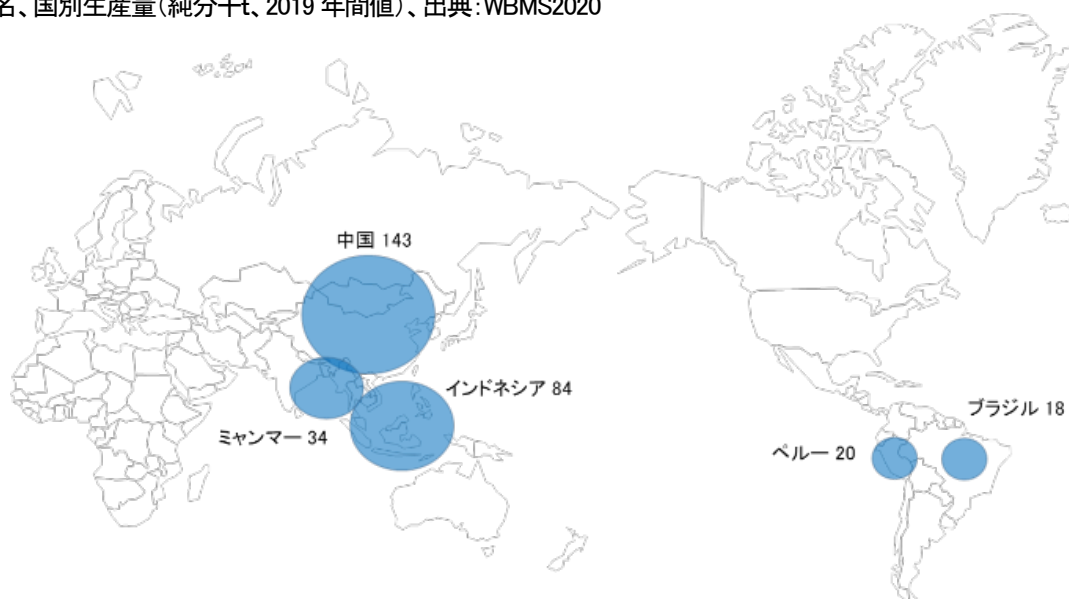 名、国別生産量(純分千t、2019 年間値)、出典:WBMS2020
中国 143
インドネシア 84
ミャンマー 34
ブラジル 18
ペルー 20